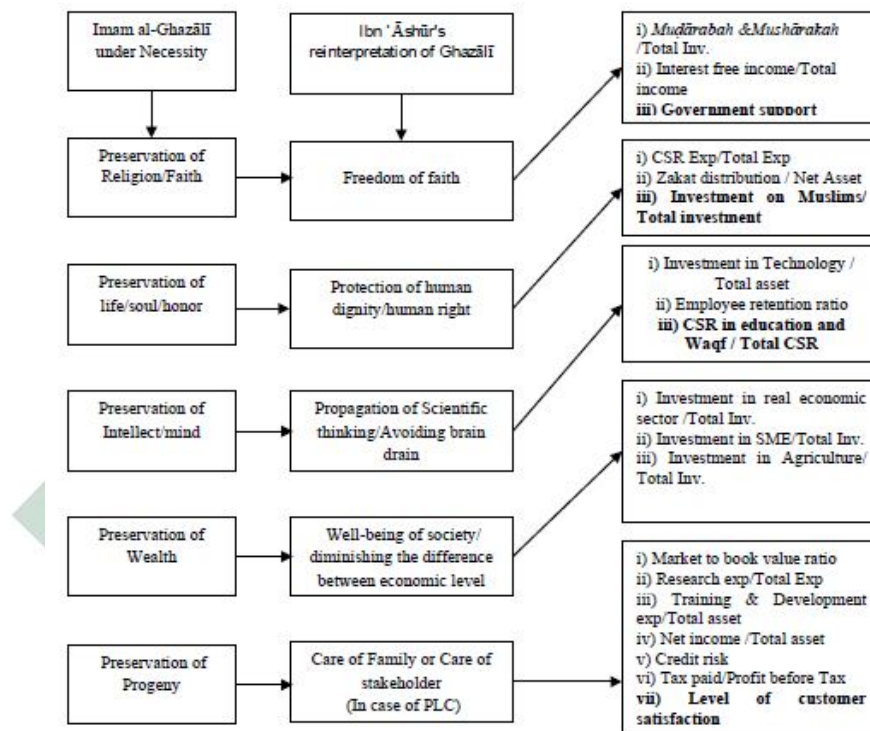 Imam al-Ghazālī
under Necessity
Ibn ʻĀshūr's
reinterpretation of Ghazālī
i) Muḍārabah &Mushārakah
/Total Inv.
ii) Interest free income/Total
income
iii) Government support
Preservation of
Religion/Faith
Freedom of faith
i) CSR Exp/Total Exp
ii) Zakat distribution / Net Asset
iii) Investment on Muslims/
Total investment
Preservation of
life/soul/honor
Protection of human
dignity/human right
i) Investment in Technology /
Total asset
ii) Employee retention ratio
iii) CSR in education and
Waqf / Total CSR
Preservation of
Intellect/mind
Propagation of Scientific
thinking/Avoiding brain
drain
i) Investment in real economic
sector /Total Inv.
ii) Investment in SME/Total Inv.
iii) Investment in Agriculture/
Total Inv.
Preservation of
Wealth
Well-being of society/
diminishing the difference
between economic level
i) Market to book value ratio
ii) Research exp/Total Exp
iii) Training & Development
exp/Total asset
iv) Net income /Total asset
v) Credit risk
vi) Tax paid/Profit before Tax
vii) Level of customer
satisfaction
Preservation of
Progeny
Care of Family or Care of
stakeholder
(In case of PLC)